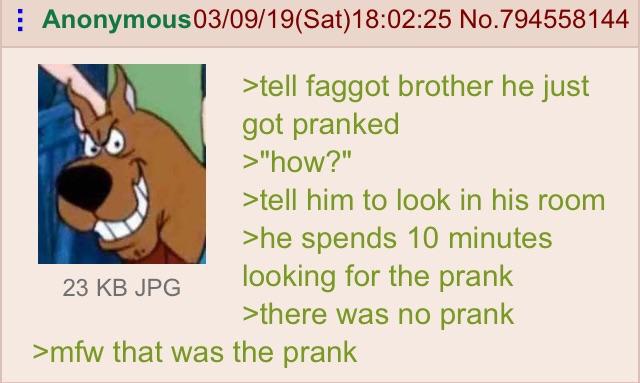 Anonymous 03/09/19(Sat)18:02:25 No.794558144
>tell faggot brother he just
got pranked
>"how?"
>tell him to look in his room
>he spends 10 minutes
looking for the prank
>there was no prank
23 KB JPG
>mfw that was the prank